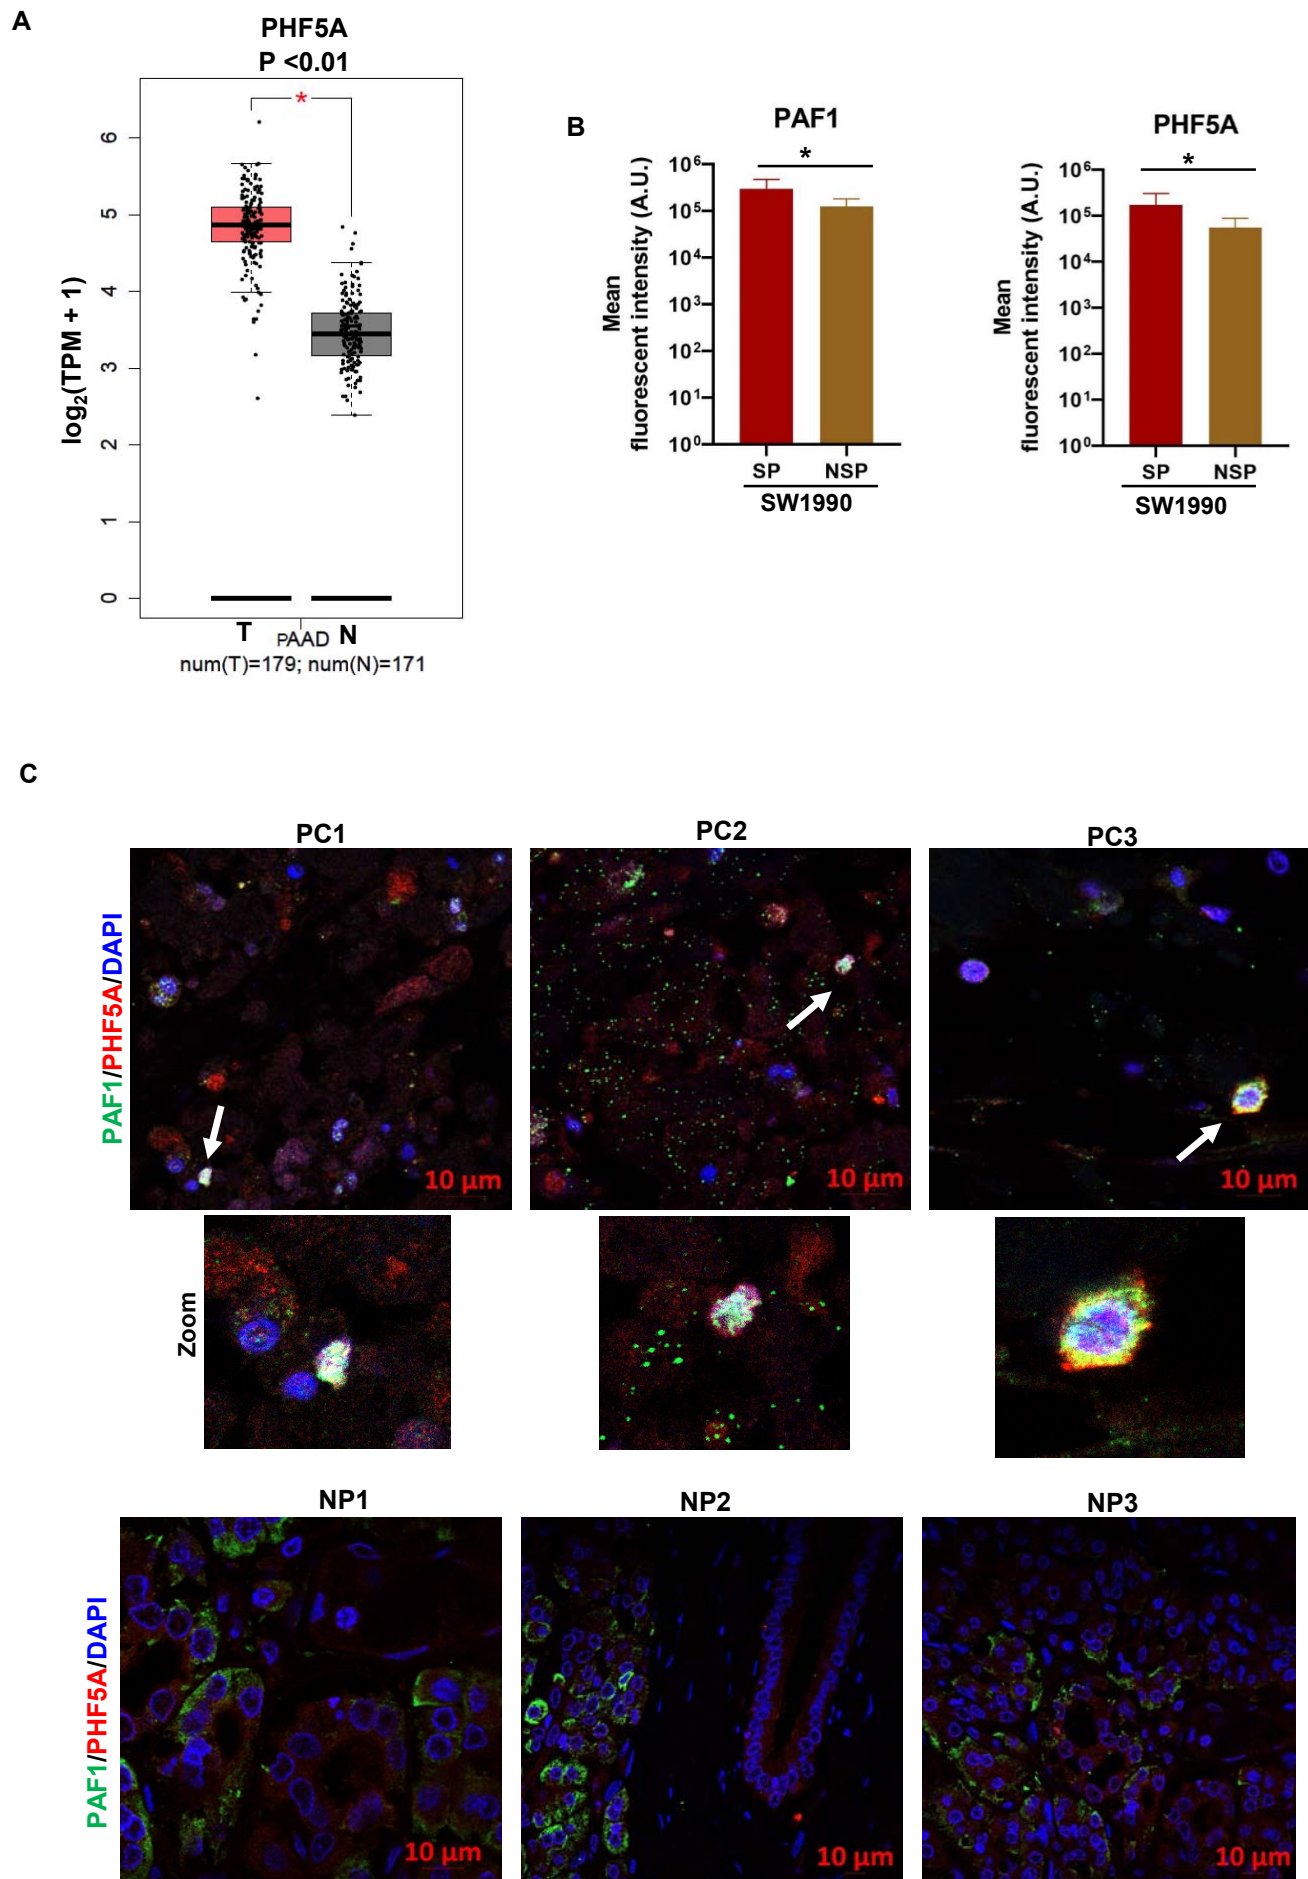 A
PHF5A
P <0.01
*
log2(TPM + 1)
6
5
4
3
2
1
0
T PAAD N
num(T)=179; num(N)=171
B
PAF1
*
Mean
fluorescent intensity (A.U.)
10⁶
10⁵
10⁴
10³
10²
10¹
10⁰
SP NSP
SW1990
PHF5A
*
Mean
fluorescent intensity (A.U.)
10⁶
10⁵
10⁴
10³
10²
10¹
10⁰
SP NSP
SW1990
C
PC1 PC2 PC3
PAF1/PHF5A/DAPI
10 µm 10 µm 10 µm
Zoom
NP1 NP2 NP3
PAF1/PHF5A/DAPI
10 µm 10 µm 10 µm